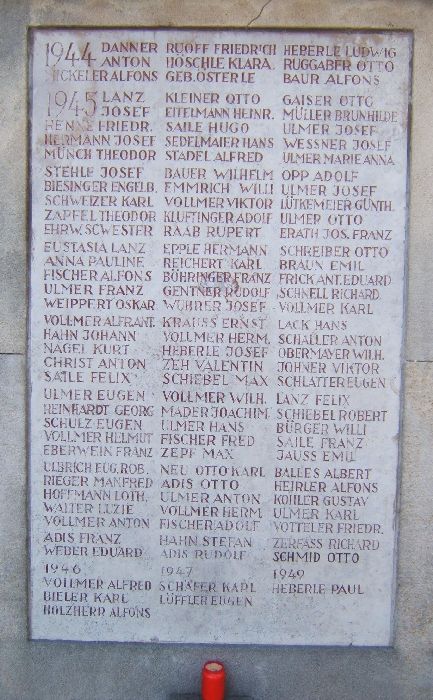 1944 DANNER RUOFF FRIEDRICH HEBERLE LUDWIG
ANTON HÖSCHLE KLARA. RUGGABER OTTO
NICKELER ALFONS GEB. ÖSTERLE BAUR ALFONS
1945 LANZ KLEINER OTTO GAISER OTTO
JOSEF EITELMANN HEINR. MÜLLER BRUNHILDE
HENNE FRIEDR. SAILE HUGO ULMER JOSEF
HERMANN JOSEF SEDELMAIER HANS WESSNER JOSEF
MÜNCH THEODOR STADEL ALFRED ULMER MARIE ANNA
STEHLE JOSEF BAUER WILHELM OPP ADOLF
BIESINGER ENGELB. EMMRICH WILLI ULMER JOSEF
SCHWEIZER KARL VOLLMER VIKTOR LÜTKEMEIER GÜNTH.
ZAPFEL THEODOR KLUFTINGER ADOLF ULMER OTTO
EHRW. SCWESTER RAAB RUPERT ERATH JOS. FRANZ
EUSTASIA LANZ EPPLE HERMANN SCHREIBER OTTO
ANNA PAULINE REICHERT KARL BRAUN EMIL
FISCHER ALFONS BÖHRINGER FRANZ FRICK ANT. EDUARD
ULMER FRANZ GENTNER RUDOLF SCHNELL RICHARD
WEIPPERT OSKAR WÜHRER JOSEF VOLLMER KARL
VOLLMER ALFR. ANT. KRAUSS ERNST LACK HANS
HAHN JOHANN VOLLMER HERM. SCHALLER ANTON
NAGEL KURT HEBERLE JOSEF OBERMAYER WILH.
CHRIST ANTON ZEH VALENTIN JOHNER VIKTOR
SAILE FELIX SCHIEBEL MAX SCHLATTER EUGEN
ULMER EUGEN VOLLMER WILH. LANZ FELIX
REINHARDT GEORG MADER JOACHIM SCHIEBEL ROBERT
SCHULZ EUGEN ULMER HANS BÜRGER WILLI
VOLLMER HELMUT FISCHER FRED SAILE FRANZ
EBERWEIN FRANZ ZEPF MAX JAUSS EMIL
ULBRICH EUG. ROB. NEU OTTO KARL BALLES ALBERT
RIEGER MANFRED ADIS OTTO HEIRLER ALFONS
HOFFMANN LOTH. ULMER ANTON KOHLER GUSTAV
WALTER LUZIE VOLLMER HERM ULMER KARL
VOLLMER ANTON FISCHER ADOLF VOTTELER FRIEDR.
ADIS FRANZ HAHN STEFAN ZERFASS RICHARD
WEBER EDUARD ADIS RUDOLF SCHMID OTTO
1946 1947 1949
VOLLMER ALFRED SCHÄFER KARL HEBERLE PAUL
BIELER KARL LÜFFLER EUGEN
HOLZHERR ALFONS